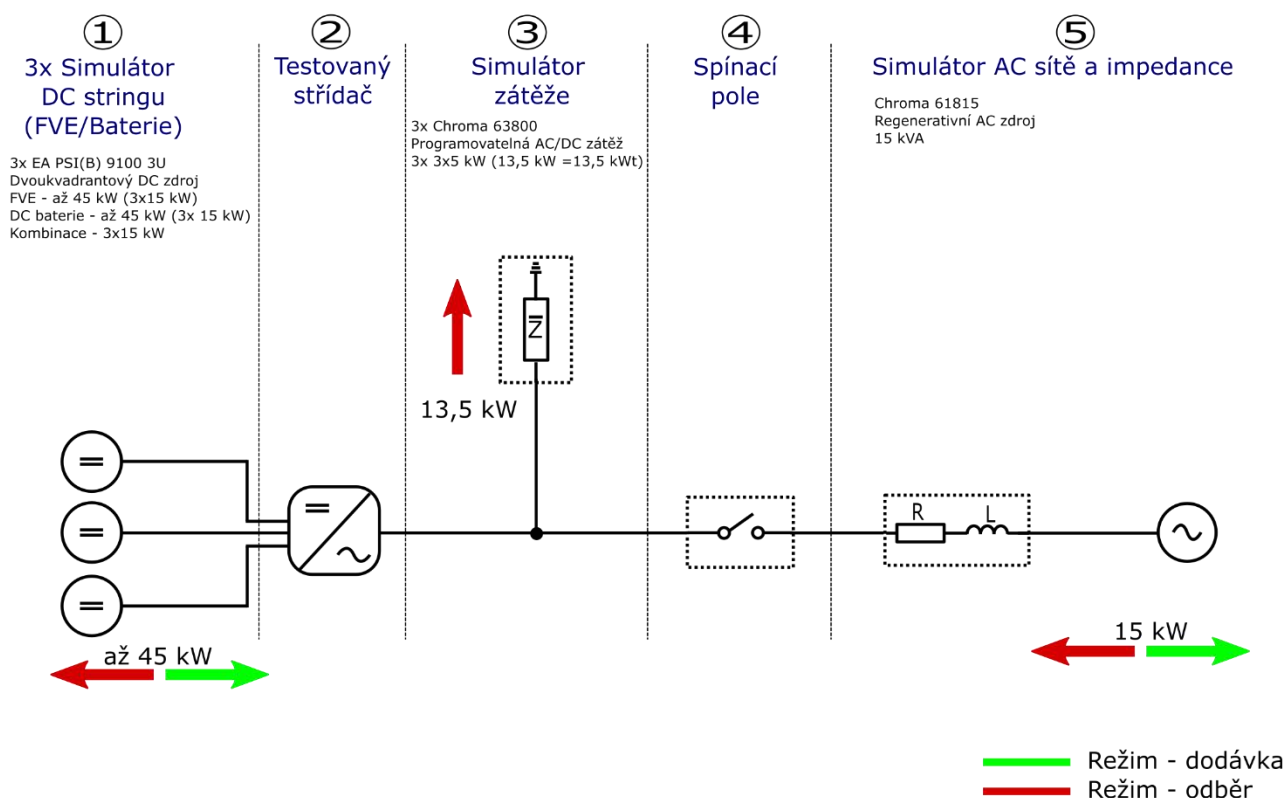 ①
3x Simulátor
DC stringu
(FVE/Baterie)
3x EA PSI(B) 9100 3U
Dvoukvadrantový DC zdroj
FVE - až 45 kW (3x15 kW)
DC baterie - až 45 kW (3x 15 kW)
Kombinace - 3x15 kW
②
Testovaný
střídač
③
Simulátor
zátěže
3x Chroma 63800
Programovatelná AC/DC zátěž
3x 3x5 kW (13,5 kW =13,5 kWt)
④
Spínací
pole
⑤
Simulátor AC sítě a impedance
Chroma 61815
Regenerativní AC zdroj
15 kVA
Z
13,5 kW
R
L
až 45 kW
15 kW
Režim - dodávka
Režim - odběr